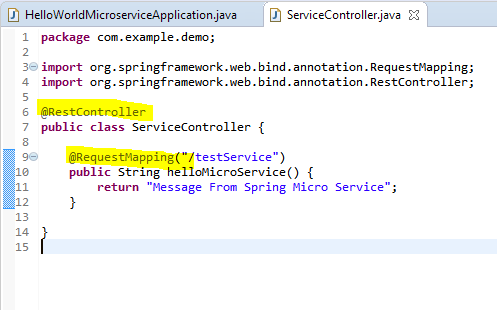 HelloWorldMicroserviceApplication.java ServiceController.java
1 package com.example.demo;
2
3 import org.springframework.web.bind.annotation.RequestMapping;
4 import org.springframework.web.bind.annotation.RestController;
5
6 @RestController
7 public class ServiceController {
8
9 @RequestMapping("/testService")
10 public String helloMicroService() {
11 return "Message From Spring Micro Service";
12 }
13
14 }
15